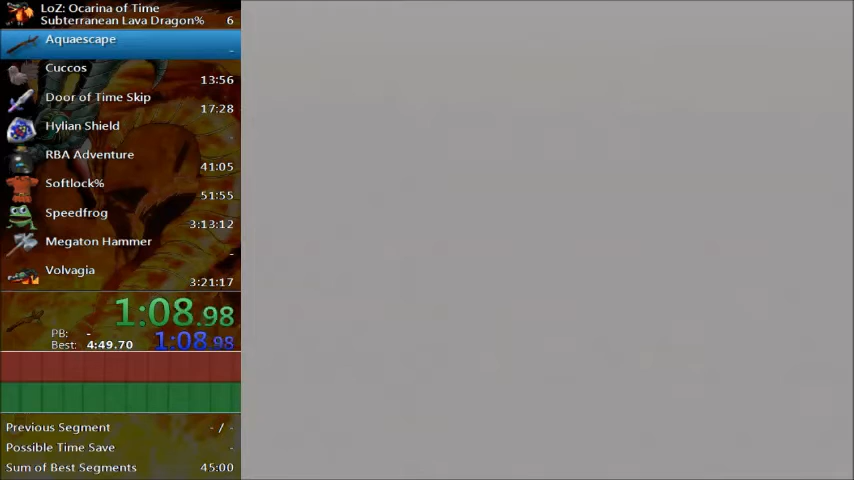 LoZ: Ocarina of Time
Subterranean Lava Dragon% 6
Aquaescape
-
Cuccos
13:56
Door of Time Skip
17:28
Hylian Shield
-
RBA Adventure
41:05
Softlock%
51:55
Speedfrog
3:13:12
Megaton Hammer
-
Volvagia
3:21:17
1:08.98
PB: -
1:08.98
Best: 4:49.70
Previous Segment - / -
Possible Time Save -
Sum of Best Segments 45:00